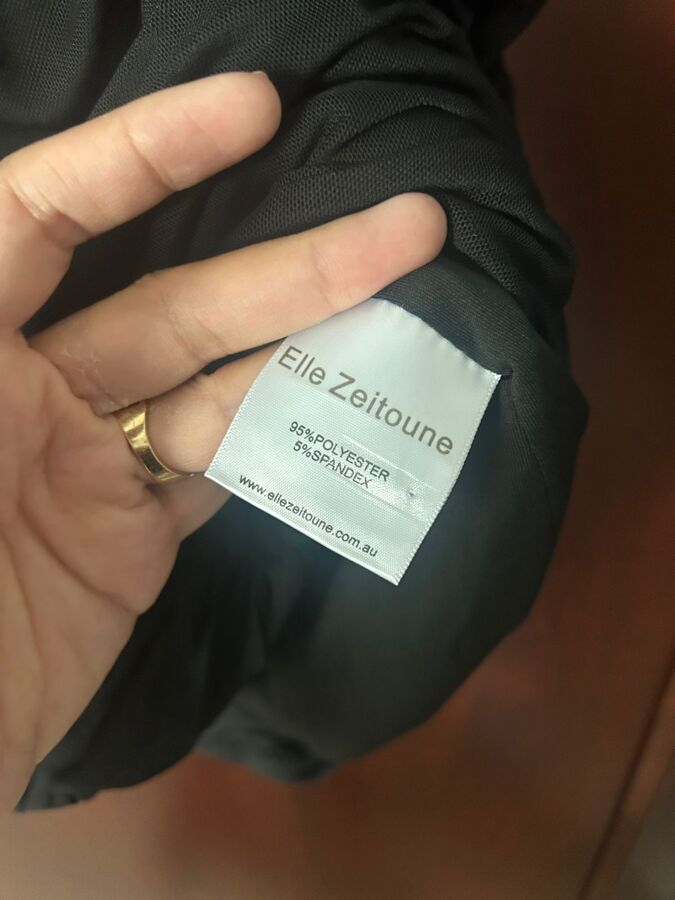 Elle Zeitoune
95%POLYESTER
5%SPANDEX
www.ellezeitoune.com.au